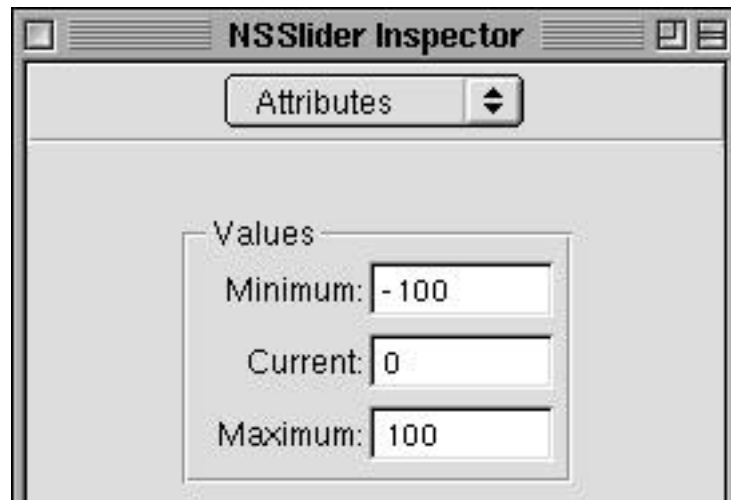 NSSlider Inspector
Attributes
Values
Minimum: -100
Current: 0
Maximum: 100